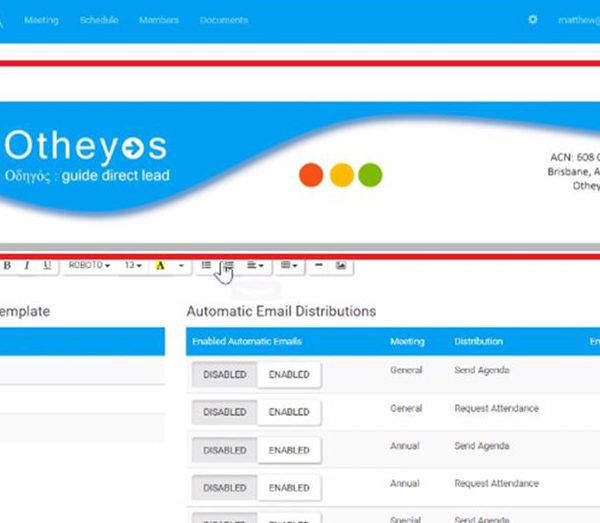 Meeting Schedule Members Documents matthew@
Otheyos
Οδηγός : guide direct lead
ACN: 608
Brisbane, A
Othey
B I U ROBOTO 13 A
emplate
Automatic Email Distributions
Enabled Automatic Emails Meeting Distribution En
DISABLED ENABLED General Send Agenda
DISABLED ENABLED General Request Attendance
DISABLED ENABLED Annual Send Agenda
DISABLED ENABLED Annual Request Attendance
DISABLED ENABLED Special Send Agenda